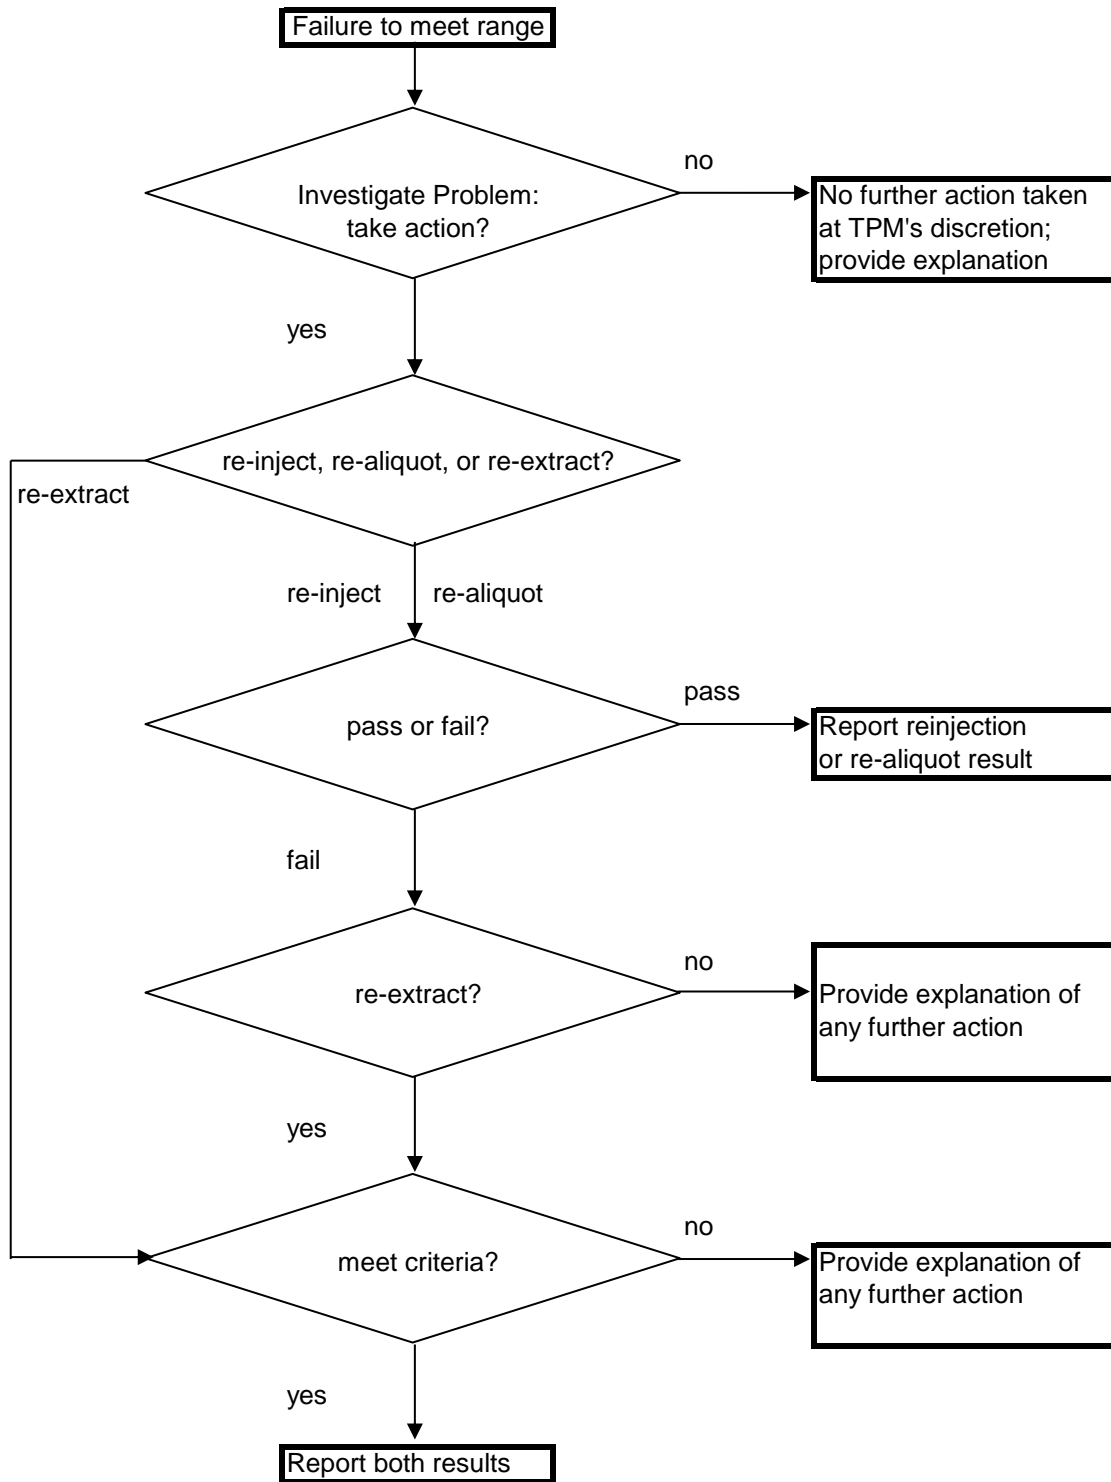 Failure to meet range
no
Investigate Problem:
take action?
No further action taken
at TPM's discretion;
provide explanation
yes
re-inject, re-aliquot, or re-extract?
re-extract
re-inject
re-aliquot
pass
pass or fail?
Report reinjection
or re-aliquot result
fail
no
re-extract?
Provide explanation of
any further action
yes
no
meet criteria?
Provide explanation of
any further action
yes
Report both results